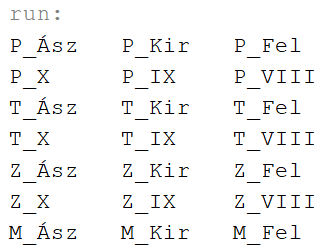 run:
P_Ász P_Kir P_Fel
P_X P_IX P_VIII
T_Ász T_Kir T_Fel
T_X T_IX T_VIII
Z_Ász Z_Kir Z_Fel
Z_X Z_IX Z_VIII
M_Ász M_Kir M_Fel